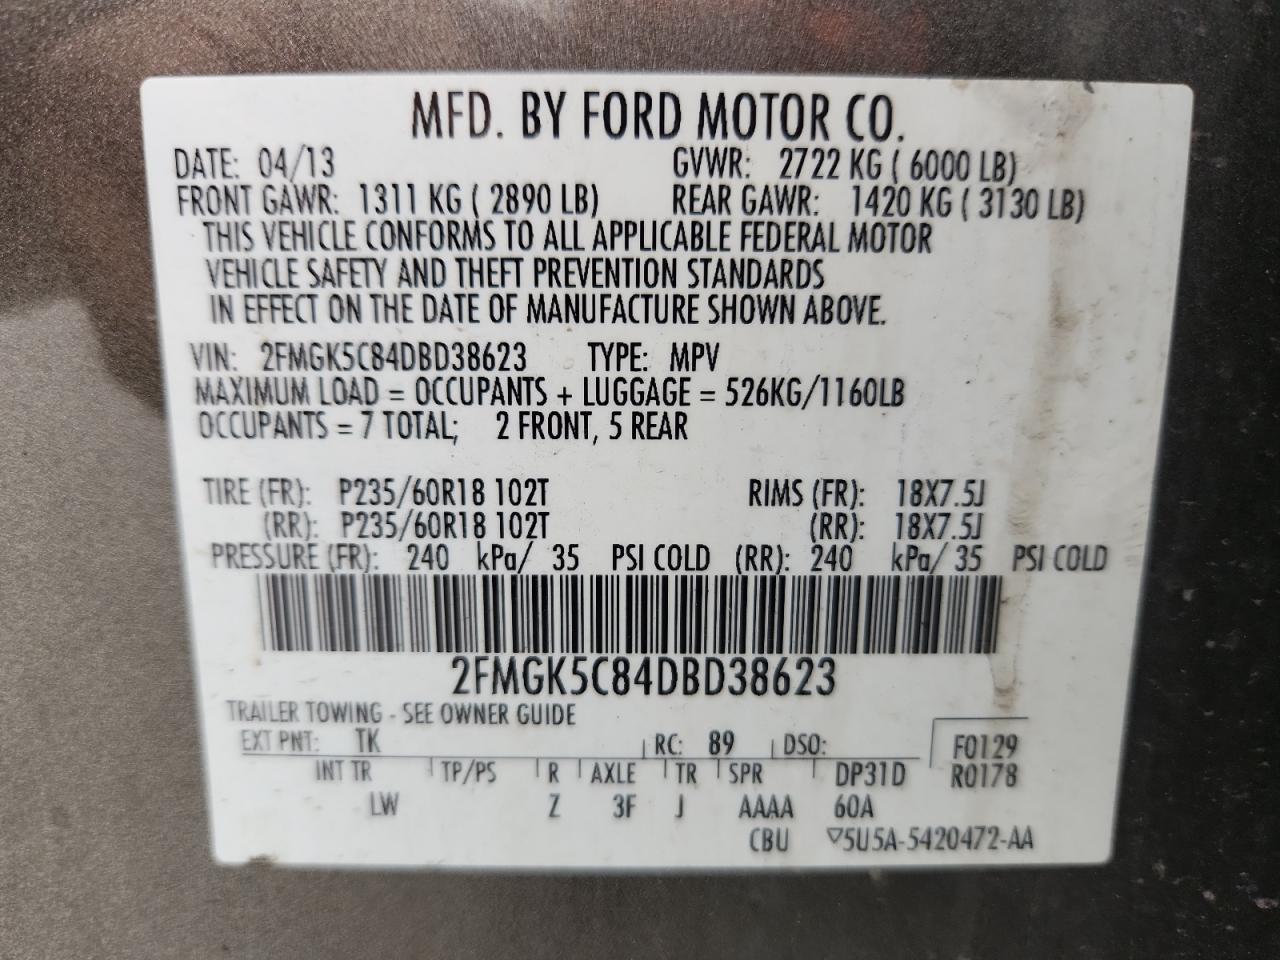 MFD. BY FORD MOTOR CO.
DATE: 04/13 GVWR: 2722 KG ( 6000 LB)
FRONT GAWR: 1311 KG ( 2890 LB) REAR GAWR: 1420 KG ( 3130 LB)
THIS VEHICLE CONFORMS TO ALL APPLICABLE FEDERAL MOTOR
VEHICLE SAFETY AND THEFT PREVENTION STANDARDS
IN EFFECT ON THE DATE OF MANUFACTURE SHOWN ABOVE.
VIN: 2FMGK5C84DBD38623 TYPE: MPV
MAXIMUM LOAD = OCCUPANTS + LUGGAGE = 526KG/1160LB
OCCUPANTS = 7 TOTAL; 2 FRONT, 5 REAR
TIRE (FR): P235/60R18 102T RIMS (FR): 18X7.5J
(RR): P235/60R18 102T (RR): 18X7.5J
PRESSURE (FR): 240 kPa/ 35 PSI COLD (RR): 240 kPa/ 35 PSI COLD
2FMGK5C84DBD38623
TRAILER TOWING - SEE OWNER GUIDE
EXT PNT: TK RC: 89 DSO: F0129
INT TR TP/PS R AXLE TR SPR DP31D R0178
LW Z 3F J AAAA 60A
CBU ▽5U5A-5420472-AA